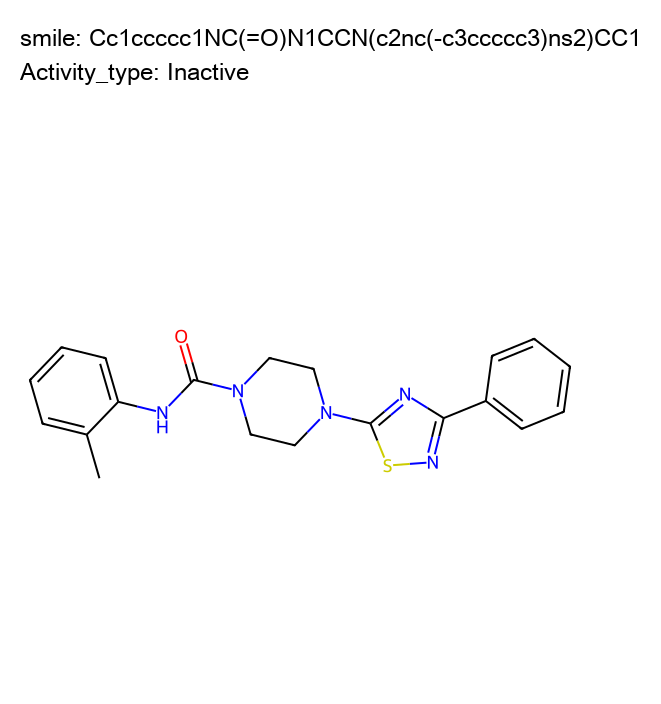 smile: Cc1ccccc1NC(=O)N1CCN(c2nc(-c3ccccc3)ns2)CC1
Activity_type: Inactive
O
N
H
N
N
N
S
N